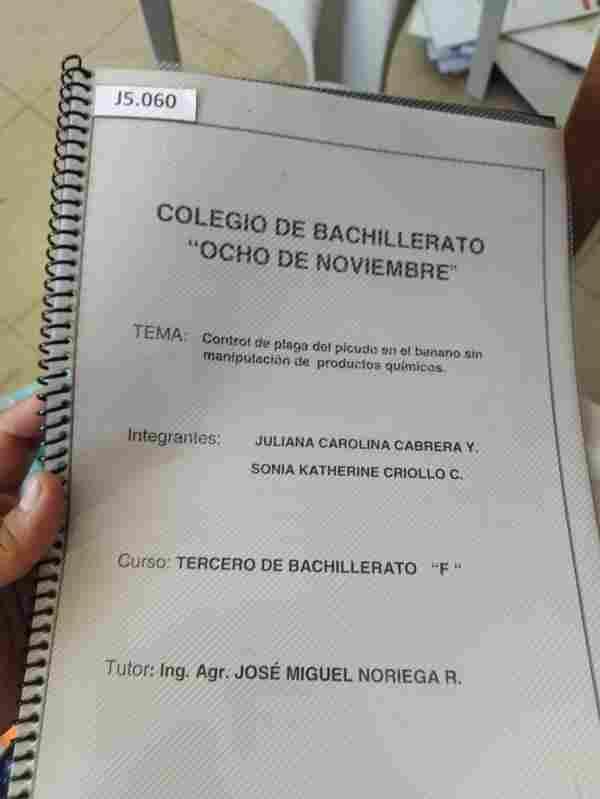 J5.060
COLEGIO DE BACHILLERATO
“OCHO DE NOVIEMBRE”
TEMA: Control de plaga del picudo en el banano sin
manipulación de productos químicos.
Integrantes: JULIANA CAROLINA CABRERA Y.
SONIA KATHERINE CRIOLLO C.
Curso: TERCERO DE BACHILLERATO “F “
Tutor: Ing. Agr. JOSÉ MIGUEL NORIEGA R.